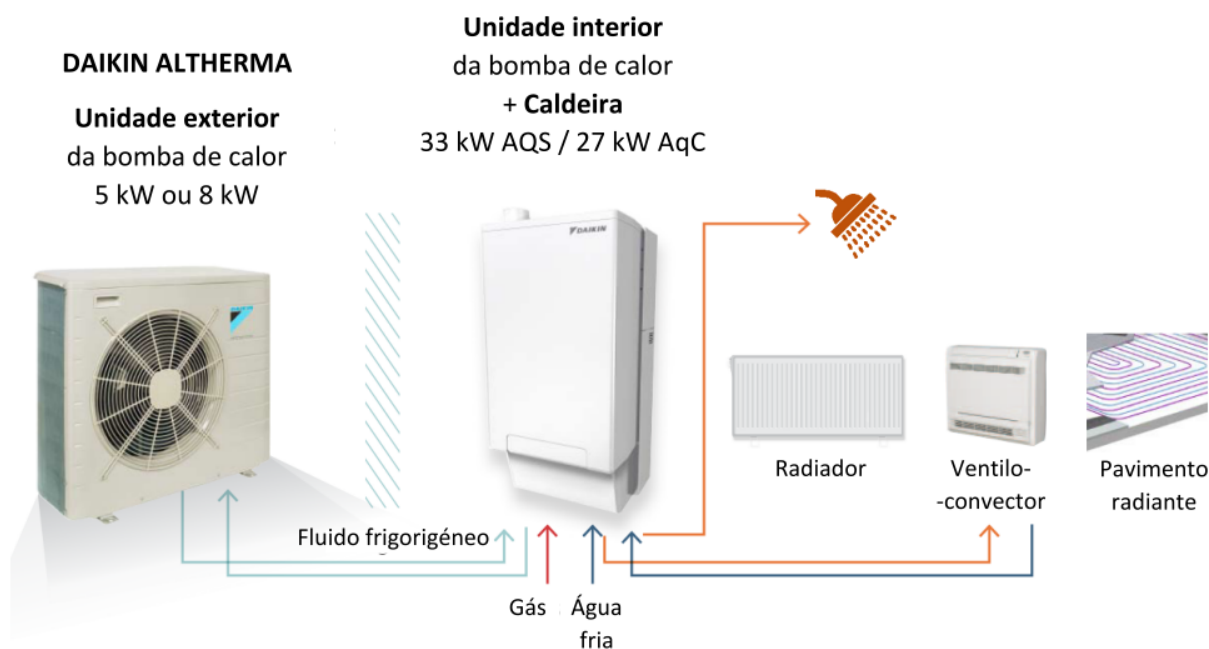 DAIKIN ALTHERMA
Unidade exterior
da bomba de calor
5 kW ou 8 kW
Unidade interior
da bomba de calor
+ Caldeira
33 kW AQS / 27 kW AqC
DAIKIN
Radiador
Ventilo-
-convector
Pavimento
radiante
Fluido frigorigéneo
Gás
Água
fria